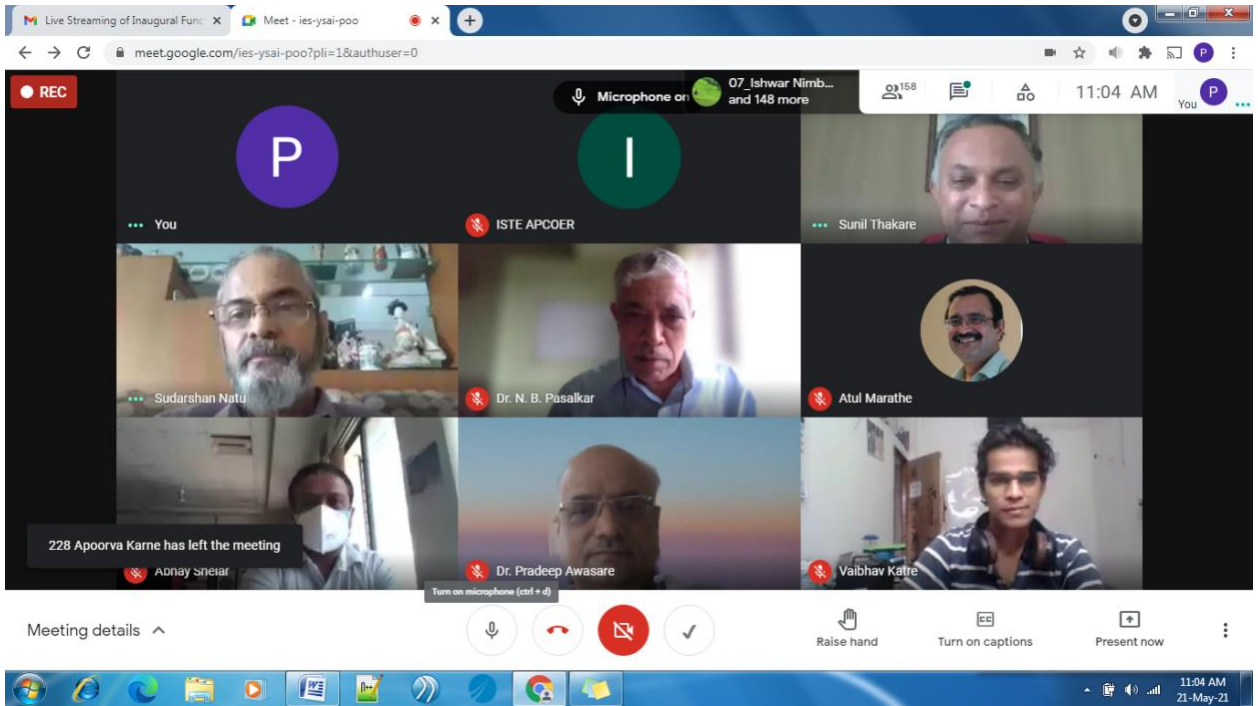 Live Streaming of Inaugural Func
Meet - ies-ysai-poo
meet.google.com/ies-ysai-poo?pli=1&authuser=0
P
REC
Microphone on
07_Ishwar Nimb...
and 148 more
158
11:04 AM
You
P
P
You
I
ISTE APCOER
Sunil Thakare
Sudarshan Natu
Dr. N. B. Pasalkar
Atul Marathe
228 Apoorva Karne has left the meeting
Abhay Shelar
Dr. Pradeep Awasare
Vaibhav Katre
Turn on microphone (ctrl + d)
Meeting details
Raise hand
CC
Turn on captions
Present now
11:04 AM
21-May-21